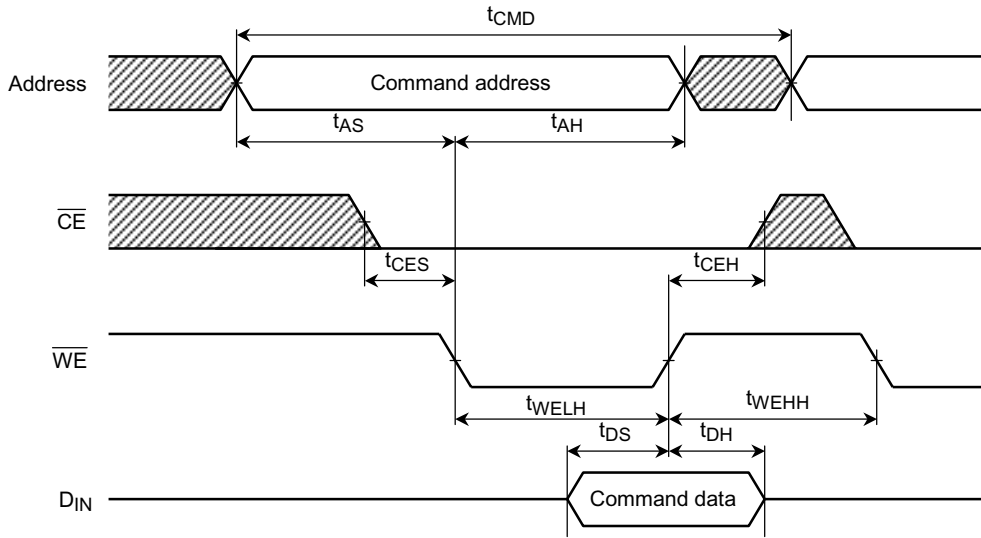 tCMD
Address
Command address
tAS
tAH
CE
tCES
tCEH
WE
tWELH
tWEHH
tDS
tDH
DIN
Command data